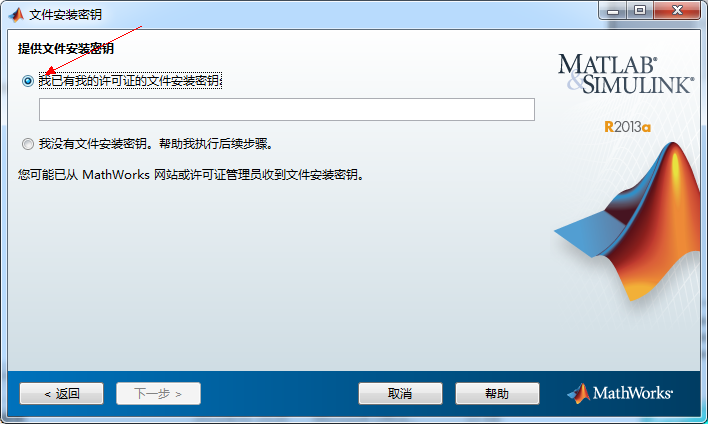 文件安装密钥
提供文件安装密钥
我已有我的许可证的文件安装密钥:
我没有文件安装密钥。帮助我执行后续步骤。
您可能已从 MathWorks 网站或许可证管理员收到文件安装密钥。
MATLAB®
&SIMULINK®
R2013a
< 返回
下一步 >
取消
帮助
MathWorks®